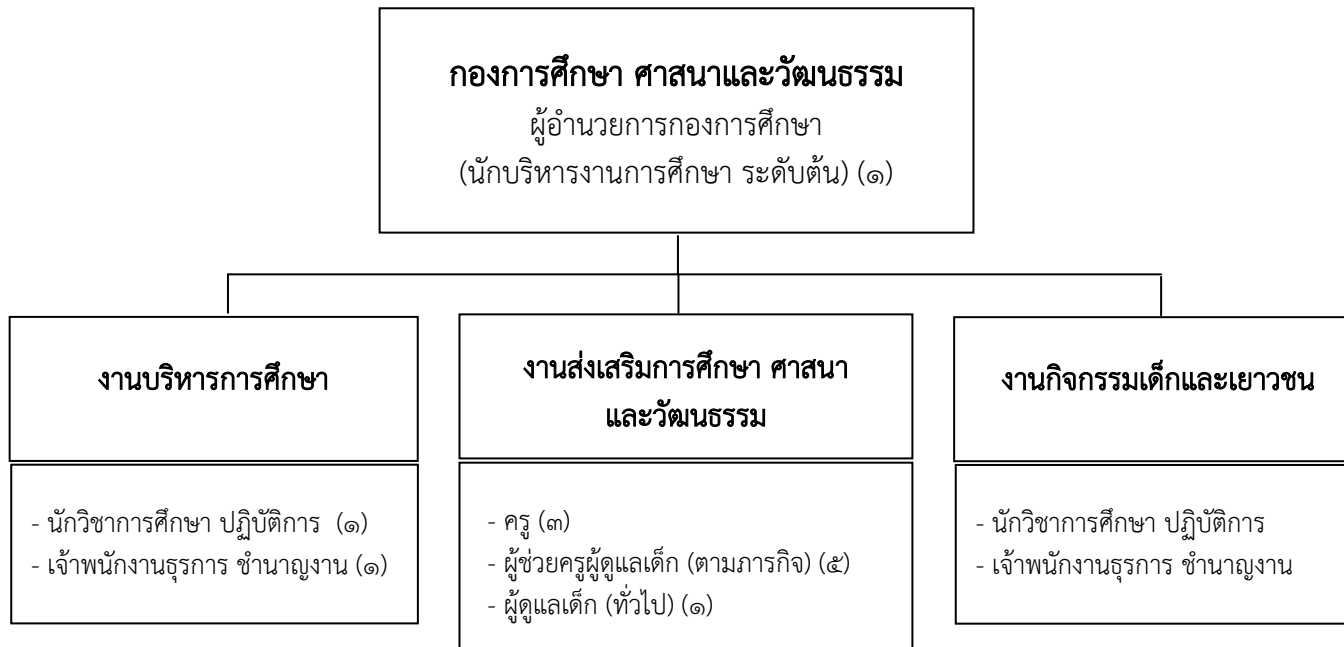 กองการศึกษา ศาสนาและวัฒนธรรม
ผู้อำนวยการกองการศึกษา
(นักบริหารงานการศึกษา ระดับต้น) (๑)
งานบริหารการศึกษา
- นักวิชาการศึกษา ปฏิบัติการ (๑)
- เจ้าพนักงานธุรการ ชำนาญงาน (๑)
งานส่งเสริมการศึกษา ศาสนา
และวัฒนธรรม
- ครู (๓)
- ผู้ช่วยครูผู้ดูแลเด็ก (ตามภารกิจ) (๕)
- ผู้ดูแลเด็ก (ทั่วไป) (๑)
งานกิจกรรมเด็กและเยาวชน
- นักวิชาการศึกษา ปฏิบัติการ
- เจ้าพนักงานธุรการ ชำนาญงาน